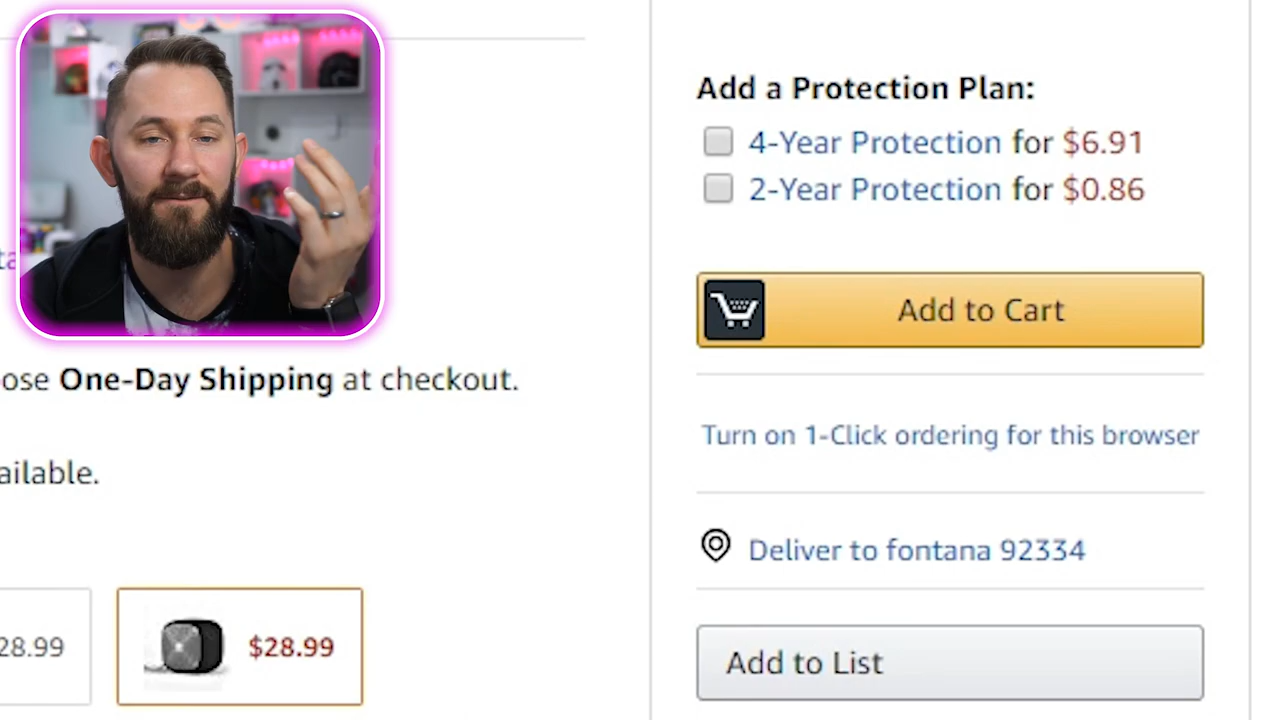 Add a Protection Plan:
4-Year Protection for $6.91
2-Year Protection for $0.86
Add to Cart
ta
ose One-Day Shipping at checkout.
Turn on 1-Click ordering for this browser
ailable.
Deliver to fontana 92334
28.99
$28.99
Add to List